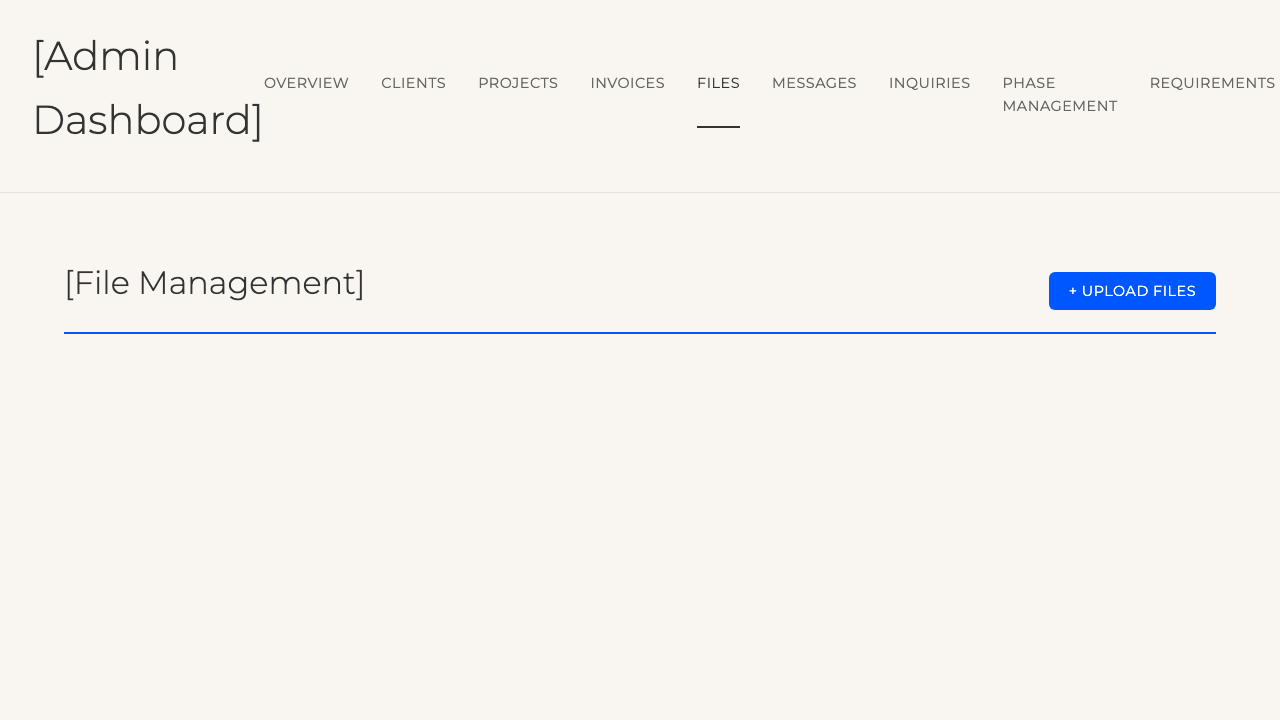 [Admin
Dashboard]
OVERVIEW
CLIENTS
PROJECTS
INVOICES
FILES
MESSAGES
INQUIRIES
PHASE
MANAGEMENT
REQUIREMENTS
[File Management]
+ UPLOAD FILES